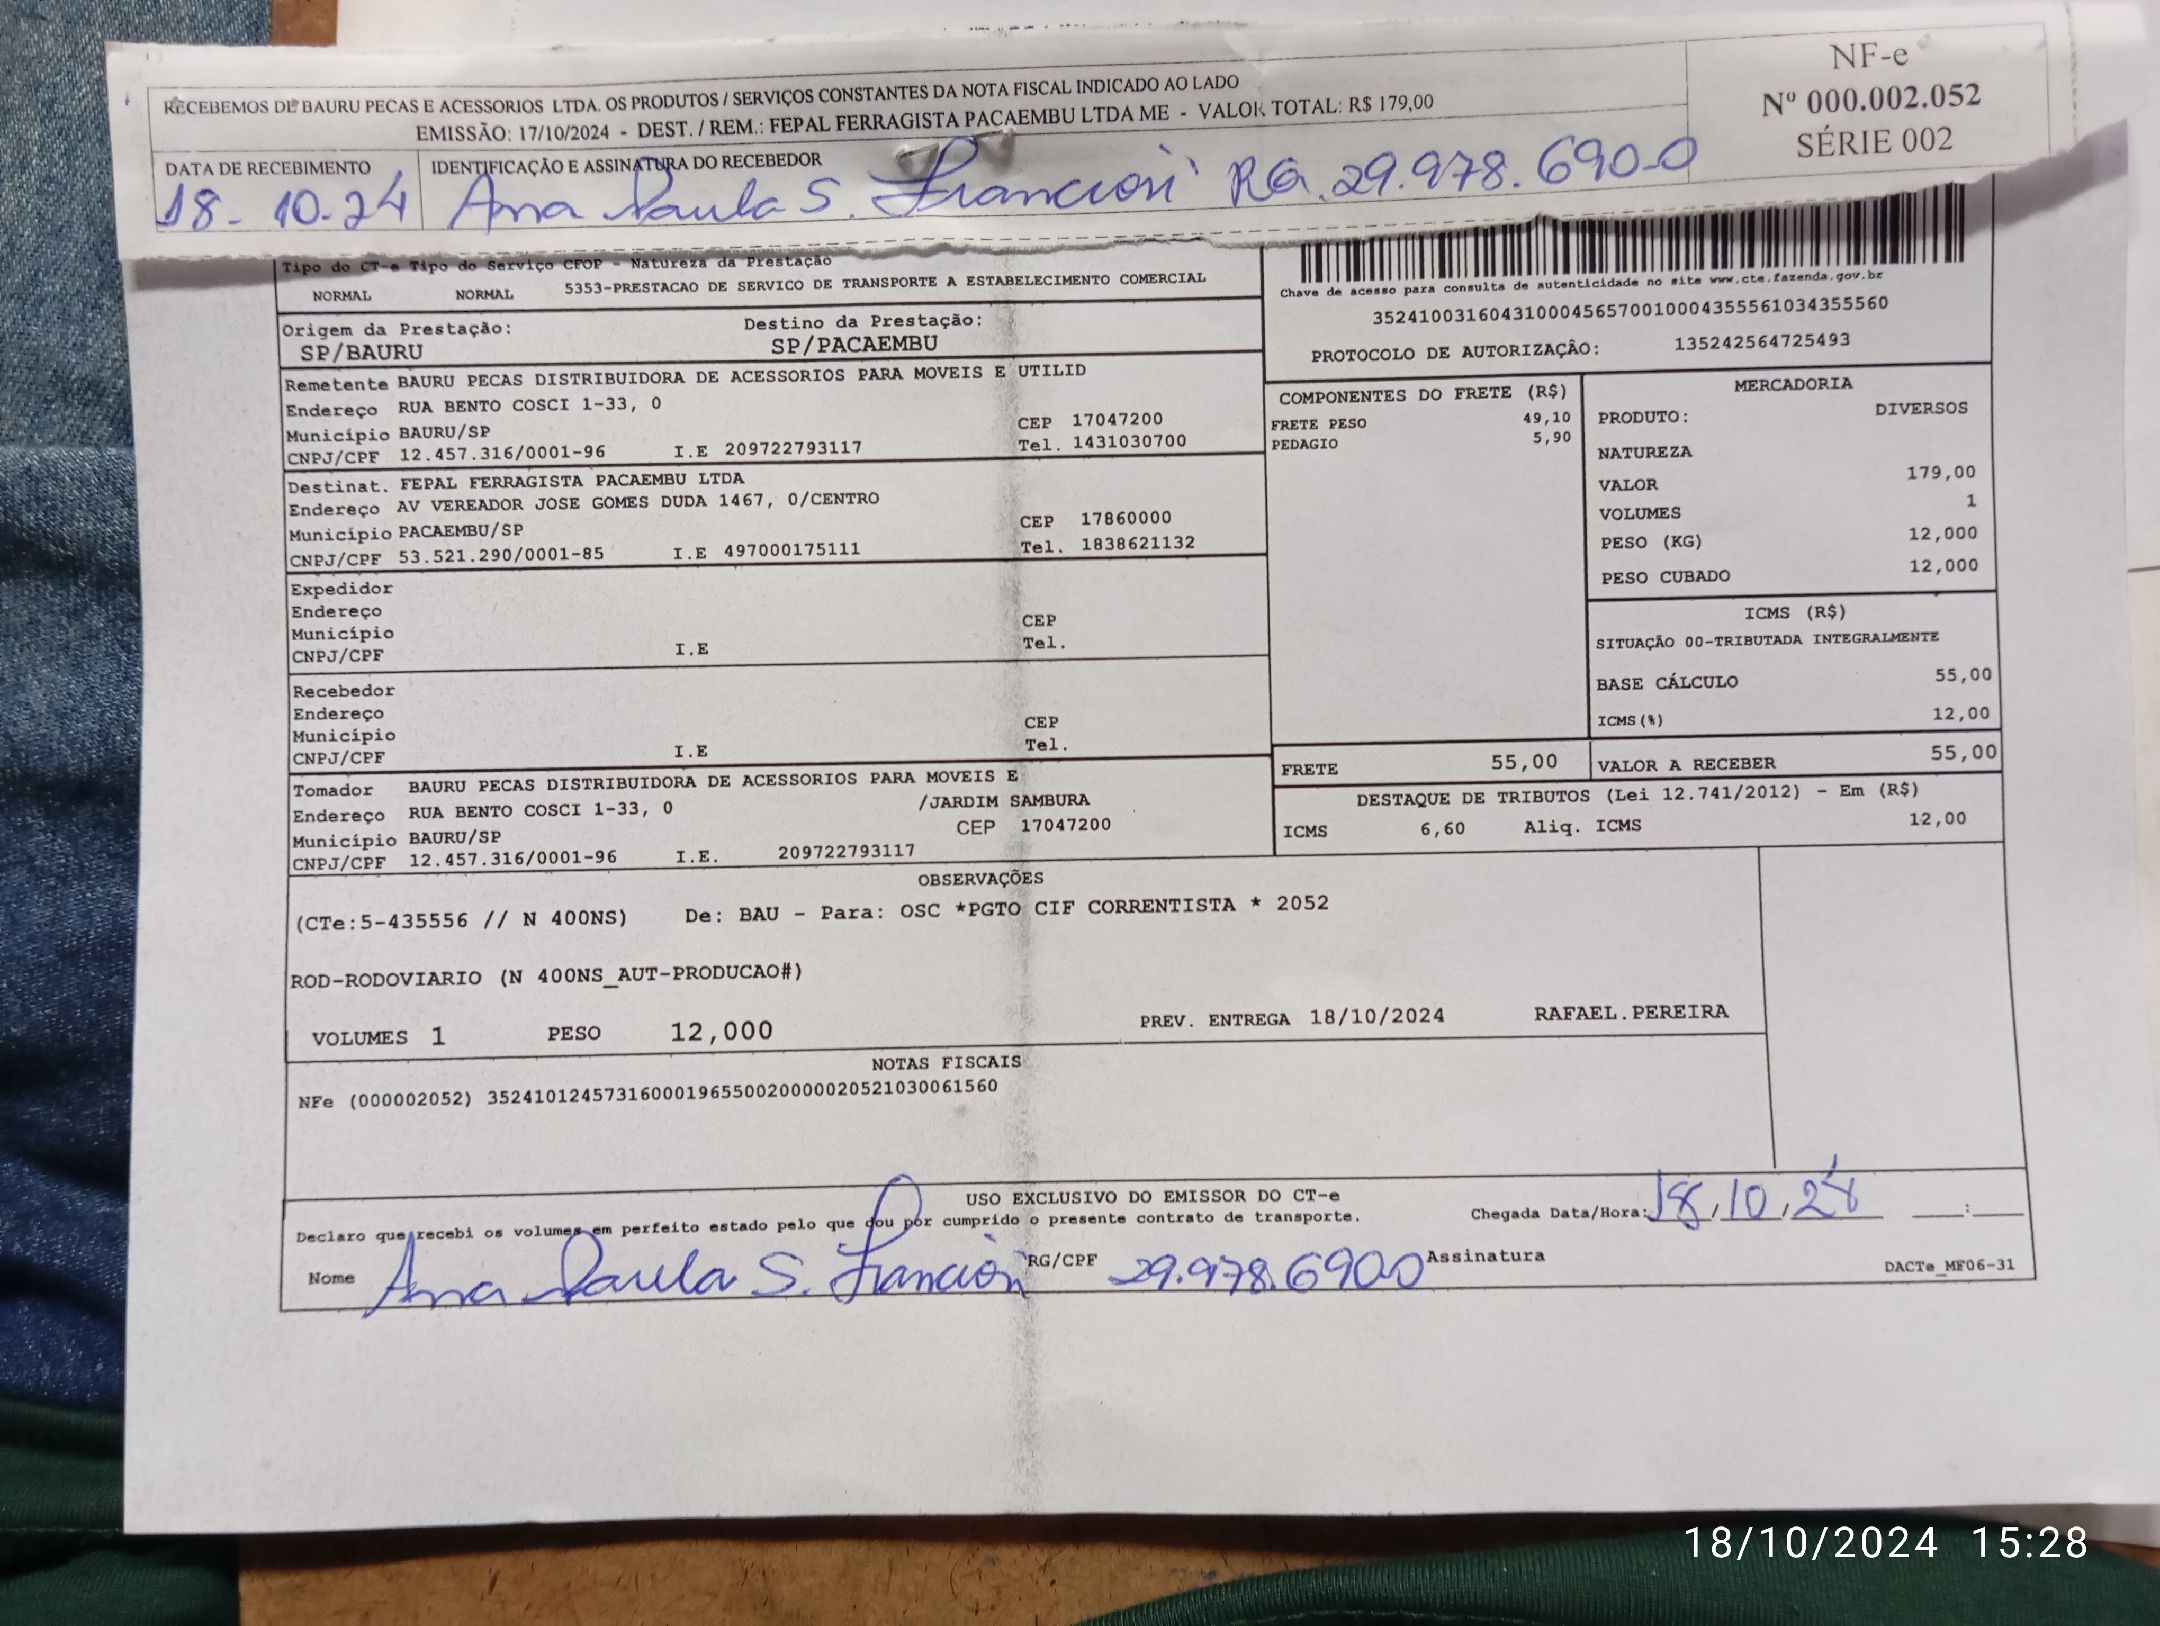 RECEBEMOS DE BAURU PECAS E ACESSORIOS LTDA. OS PRODUTOS / SERVIÇOS CONSTANTES DA NOTA FISCAL INDICADO AO LADO
EMISSÃO: 17/10/2024 - DEST. / REM.: FEPAL FERRAGISTA PACAEMBU LTDA ME - VALOR TOTAL: R$ 179,00
NF-e
Nº 000.002.052
SÉRIE 002
DATA DE RECEBIMENTO IDENTIFICAÇÃO E ASSINATURA DO RECEBEDOR
18-10.24 Ana Paula S. Francioni RG.29.978.690-0
Tipo do CT-e Tipo do Serviço CFOP - Natureza da Prestação
NORMAL NORMAL 5353-PRESTACAO DE SERVICO DE TRANSPORTE A ESTABELECIMENTO COMERCIAL
Chave de acesso para consulta de autenticidade no site www.cte.fazenda.gov.br
35241003160431000456570010004355561034355560
PROTOCOLO DE AUTORIZAÇÃO: 135242564725493
Origem da Prestação: Destino da Prestação:
SP/BAURU SP/PACAEMBU
Remetente BAURU PECAS DISTRIBUIDORA DE ACESSORIOS PARA MOVEIS E UTILID
Endereço RUA BENTO COSCI 1-33, 0
Município BAURU/SP CEP 17047200
CNPJ/CPF 12.457.316/0001-96 I.E 209722793117 Tel. 1431030700
Destinat. FEPAL FERRAGISTA PACAEMBU LTDA
Endereço AV VEREADOR JOSE GOMES DUDA 1467, 0/CENTRO
Município PACAEMBU/SP CEP 17860000
CNPJ/CPF 53.521.290/0001-85 I.E 497000175111 Tel. 1838621132
Expedidor
Endereço
Município CEP
CNPJ/CPF I.E Tel.
Recebedor
Endereço
Município CEP
CNPJ/CPF I.E Tel.
Tomador BAURU PECAS DISTRIBUIDORA DE ACESSORIOS PARA MOVEIS E
Endereço RUA BENTO COSCI 1-33, 0 /JARDIM SAMBURA
Município BAURU/SP CEP 17047200
CNPJ/CPF 12.457.316/0001-96 I.E. 209722793117
COMPONENTES DO FRETE (R$)
FRETE PESO 49,10
PEDAGIO 5,90
MERCADORIA
PRODUTO: DIVERSOS
NATUREZA
VALOR 179,00
VOLUMES 1
PESO (KG) 12,000
PESO CUBADO 12,000
ICMS (R$)
SITUAÇÃO 00-TRIBUTADA INTEGRALMENTE
BASE CÁLCULO 55,00
ICMS(%) 12,00
FRETE 55,00 VALOR A RECEBER 55,00
DESTAQUE DE TRIBUTOS (Lei 12.741/2012) - Em (R$)
ICMS 6,60 Aliq. ICMS 12,00
OBSERVAÇÕES
(CTe:5-435556 // N 400NS) De: BAU - Para: OSC *PGTO CIF CORRENTISTA * 2052
ROD-RODOVIARIO (N 400NS_AUT-PRODUCAO#)
VOLUMES 1 PESO 12,000 PREV. ENTREGA 18/10/2024 RAFAEL.PEREIRA
NOTAS FISCAIS
NFe (000002052) 35241012457316000196550020000020521030061560
USO EXCLUSIVO DO EMISSOR DO CT-e
Declaro que recebi os volumes em perfeito estado pelo que dou por cumprido o presente contrato de transporte. Chegada Data/Hora: 18/10/24 __:__
Nome Ana Paula S. Francioni RG/CPF 29.978.690-0 Assinatura
DACTe_MF06-31
18/10/2024 15:28